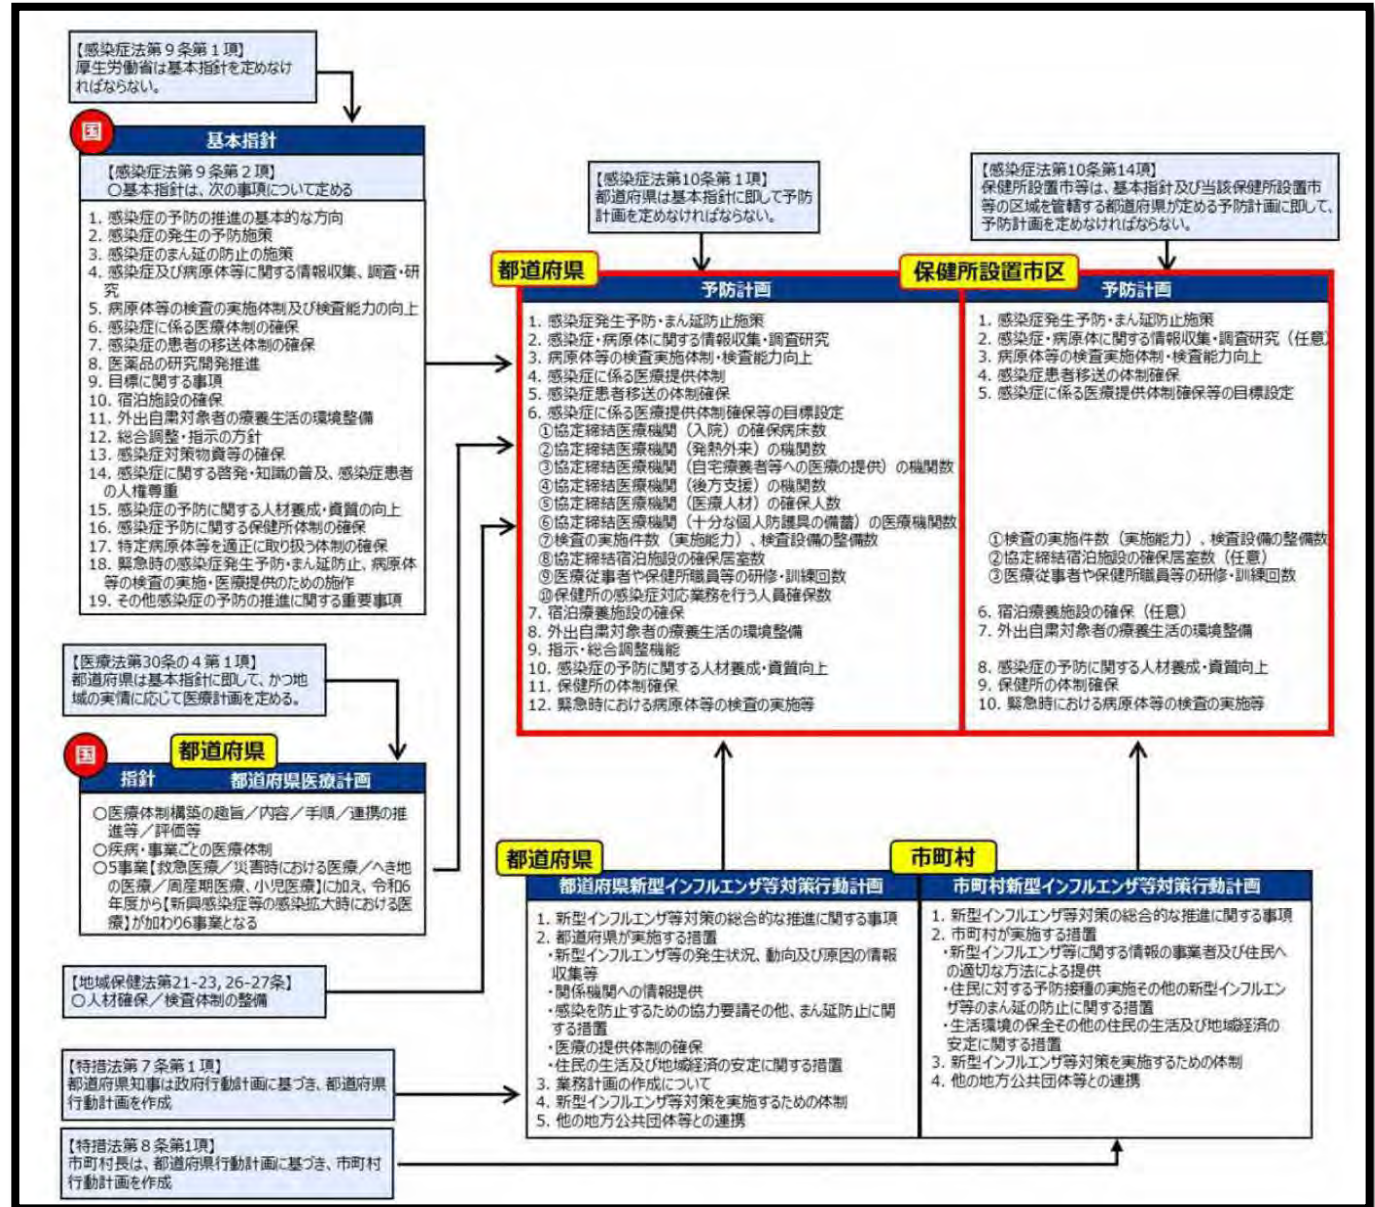 【感染症法第９条第１項】
厚生労働省は基本指針を定めなけ
ればならない。
国
基本指針
【感染症法第９条第２項】
○基本指針は、次の事項について定める
1. 感染症の予防の推進の基本的な方向
2. 感染症の発生の予防施策
3. 感染症のまん延の防止の施策
4. 感染症及び病原体等に関する情報収集、調査・研
究
5. 病原体等の検査の実施体制及び検査能力の向上
6. 感染症に係る医療体制の確保
7. 感染症の患者の移送体制の確保
8. 医薬品の研究開発推進
9. 目標に関する事項
10. 宿泊施設の確保
11. 外出自粛対象者の療養生活の環境整備
12. 総合調整・指示の方針
13. 感染症対策物資等の確保
14. 感染症に関する啓発・知識の普及、感染症患者
の人権尊重
15. 感染症の予防に関する人材養成・資質の向上
16. 感染症予防に関する保健所体制の確保
17. 特定病原体等を適正に取り扱う体制の確保
18. 緊急時の感染症発生予防・まん延防止、病原体
等の検査の実施・医療提供のための施作
19. その他感染症の予防の推進に関する重要事項
【感染症法第10条第１項】
都道府県は基本指針に即して予防
計画を定めなければならない。
【感染症法第10条第14項】
保健所設置市等は、基本指針及び当該保健所設置市
等の区域を管轄する都道府県が定める予防計画に即して、
予防計画を定めなければならない。
都道府県
予防計画
1. 感染症発生予防・まん延防止施策
2. 感染症・病原体に関する情報収集・調査研究
3. 病原体等の検査実施体制・検査能力向上
4. 感染症に係る医療提供体制
5. 感染症患者移送の体制確保
6. 感染症に係る医療提供体制確保等の目標設定
①協定締結医療機関（入院）の確保病床数
②協定締結医療機関（発熱外来）の機関数
③協定締結医療機関（自宅療養者等への医療の提供）の機関数
④協定締結医療機関（後方支援）の機関数
⑤協定締結医療機関（医療人材）の確保人数
⑥協定締結医療機関（十分な個人防護具の備蓄）の医療機関数
⑦検査の実施件数（実施能力）、検査設備の整備数
⑧協定締結宿泊施設の確保居室数
⑨医療従事者や保健所職員等の研修・訓練回数
⑩保健所の感染症対応業務を行う人員確保数
7. 宿泊療養施設の確保
8. 外出自粛対象者の療養生活の環境整備
9. 指示・総合調整機能
10. 感染症の予防に関する人材養成・資質向上
11. 保健所の体制確保
12. 緊急時における病原体等の検査の実施等
保健所設置市区
予防計画
1. 感染症発生予防・まん延防止施策
2. 感染症・病原体に関する情報収集・調査研究（任意）
3. 病原体等の検査実施体制・検査能力向上
4. 感染症患者移送の体制確保
5. 感染症に係る医療提供体制確保等の目標設定
①検査の実施件数（実施能力）、検査設備の整備数
②協定締結宿泊施設の確保居室数（任意）
③医療従事者や保健所職員等の研修・訓練回数
6. 宿泊療養施設の確保（任意）
7. 外出自粛対象者の療養生活の環境整備
8. 感染症の予防に関する人材養成・資質向上
9. 保健所の体制確保
10. 緊急時における病原体等の検査の実施等
【医療法第30条の４第１項】
都道府県は基本指針に即して、かつ地
域の実情に応じて医療計画を定める。
国
都道府県
指針　都道府県医療計画
○医療体制構築の趣旨／内容／手順／連携の推
進等／評価等
○疾病・事業ごとの医療体制
○5事業【救急医療／災害時における医療／へき地
の医療／周産期医療、小児医療】に加え、令和6
年度から【新興感染症等の感染拡大時における医
療】が加わり6事業となる
【地域保健法第21-23, 26-27条】
○人材確保／検査体制の整備
【特措法第７条第１項】
都道府県知事は政府行動計画に基づき、都道府県
行動計画を作成
【特措法第８条第1項】
市町村長は、都道府県行動計画に基づき、市町村
行動計画を作成
都道府県
都道府県新型インフルエンザ等対策行動計画
1. 新型インフルエンザ等対策の総合的な推進に関する事項
2. 都道府県が実施する措置
・新型インフルエンザ等の発生状況、動向及び原因の情報
収集等
・関係機関への情報提供
・感染を防止するための協力要請その他、まん延防止に関
する措置
・医療の提供体制の確保
・住民の生活及び地域経済の安定に関する措置
3. 業務計画の作成について
4. 新型インフルエンザ等対策を実施するための体制
5. 他の地方公共団体等との連携
市町村
市町村新型インフルエンザ等対策行動計画
1. 新型インフルエンザ等対策の総合的な推進に関する事項
2. 市町村が実施する措置
・新型インフルエンザ等に関する情報の事業者及び住民へ
の適切な方法による提供
・住民に対する予防接種の実施その他の新型インフルエン
ザ等のまん延の防止に関する措置
・生活環境の保全その他の住民の生活及び地域経済の
安定に関する措置
3. 新型インフルエンザ等対策を実施するための体制
4. 他の地方公共団体等との連携